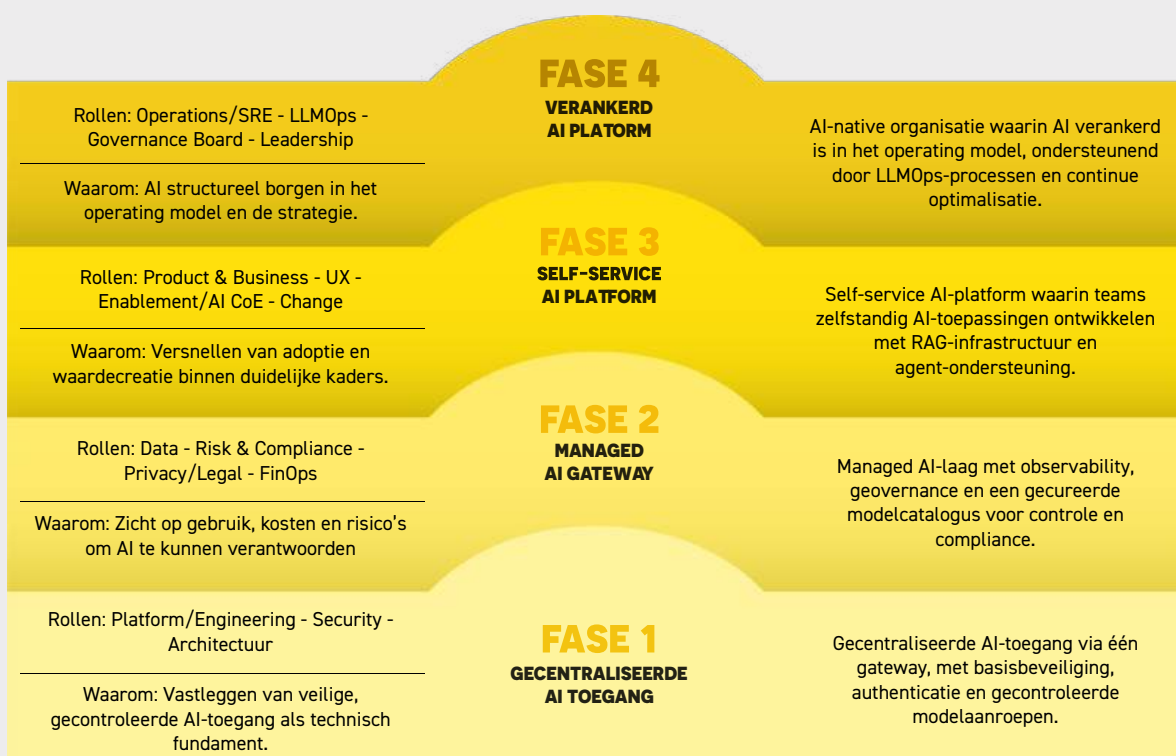 FASE 4
VERANKERD
AI PLATORM
Rollen: Operations/SRE - LLMOps -
Governance Board - Leadership
Waarom: AI structureel borgen in het
operating model en de strategie.
AI-native organisatie waarin AI verankerd
is in het operating model, ondersteunend
door LLMOps-processen en continue
optimalisatie.
FASE 3
SELF-SERVICE
AI PLATFORM
Rollen: Product & Business - UX -
Enablement/AI CoE - Change
Waarom: Versnellen van adoptie en
waardecreatie binnen duidelijke kaders.
Self-service AI-platform waarin teams
zelfstandig AI-toepassingen ontwikkelen
met RAG-infrastructuur en
agent-ondersteuning.
FASE 2
MANAGED
AI GATEWAY
Rollen: Data - Risk & Compliance -
Privacy/Legal - FinOps
Waarom: Zicht op gebruik, kosten en risico's
om AI te kunnen verantwoorden
Managed AI-laag met observability,
geovernance en een gecureerde
modelcatalogus voor controle en
compliance.
FASE 1
GECENTRALISEERDE
AI TOEGANG
Rollen: Platform/Engineering - Security -
Architectuur
Waarom: Vastleggen van veilige,
gecontroleerde AI-toegang als technisch
fundament.
Gecentraliseerde AI-toegang via één
gateway, met basisbeveiliging,
authenticatie en gecontroleerde
modelaanroepen.